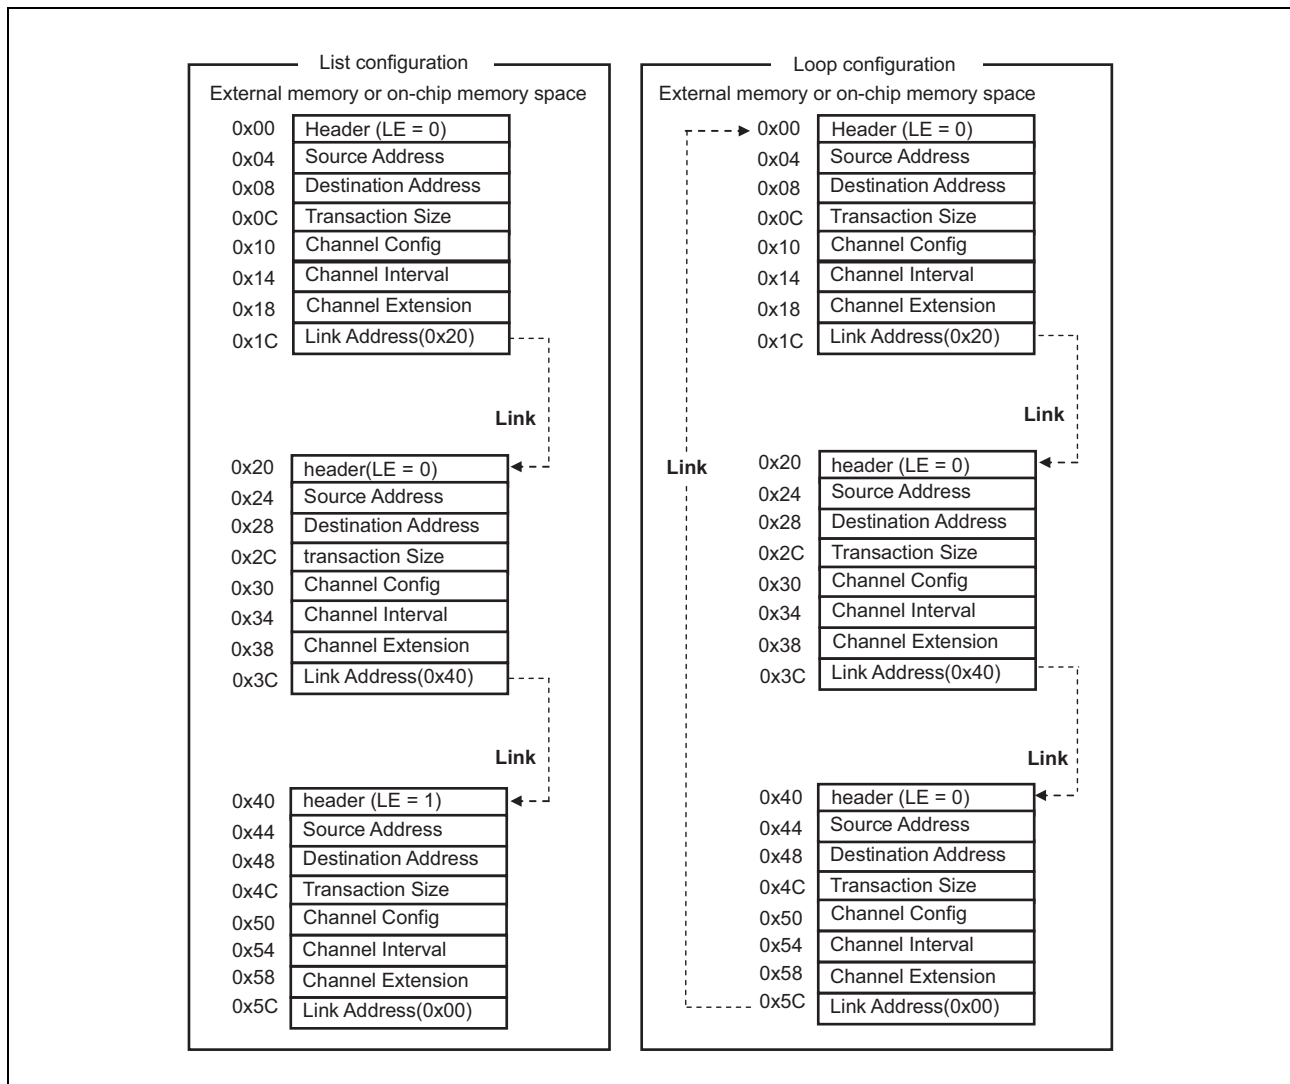 List configuration
External memory or on-chip memory space
0x00 Header (LE = 0)
0x04 Source Address
0x08 Destination Address
0x0C Transaction Size
0x10 Channel Config
0x14 Channel Interval
0x18 Channel Extension
0x1C Link Address(0x20)
Link
0x20 header(LE = 0)
0x24 Source Address
0x28 Destination Address
0x2C transaction Size
0x30 Channel Config
0x34 Channel Interval
0x38 Channel Extension
0x3C Link Address(0x40)
Link
0x40 header (LE = 1)
0x44 Source Address
0x48 Destination Address
0x4C Transaction Size
0x50 Channel Config
0x54 Channel Interval
0x58 Channel Extension
0x5C Link Address(0x00)
Loop configuration
External memory or on-chip memory space
0x00 Header (LE = 0)
0x04 Source Address
0x08 Destination Address
0x0C Transaction Size
0x10 Channel Config
0x14 Channel Interval
0x18 Channel Extension
0x1C Link Address(0x20)
Link
Link
0x20 header (LE = 0)
0x24 Source Address
0x28 Destination Address
0x2C Transaction Size
0x30 Channel Config
0x34 Channel Interval
0x38 Channel Extension
0x3C Link Address(0x40)
Link
0x40 header (LE = 0)
0x44 Source Address
0x48 Destination Address
0x4C Transaction Size
0x50 Channel Config
0x54 Channel Interval
0x58 Channel Extension
0x5C Link Address(0x00)